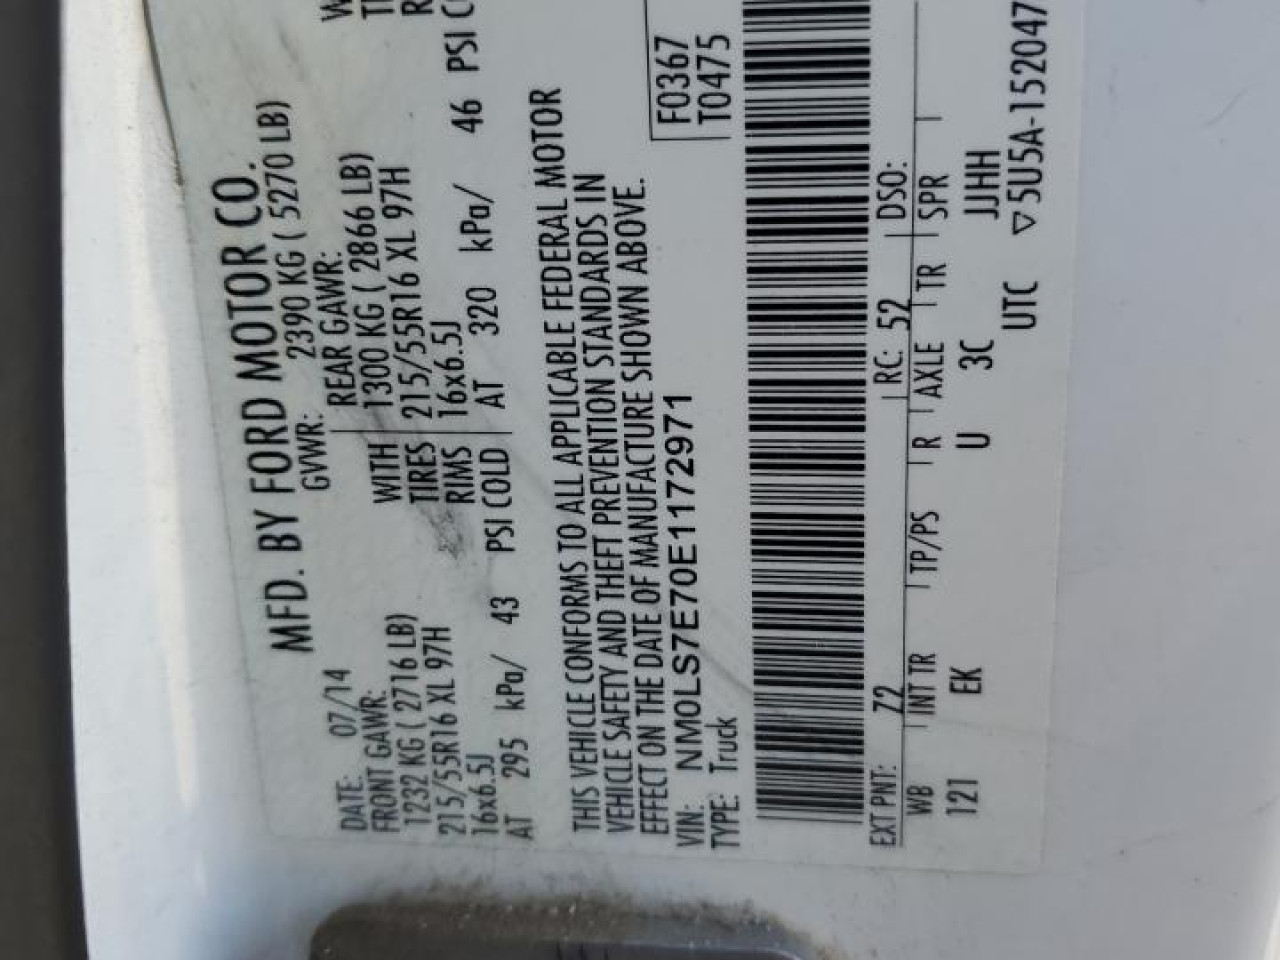 MFD. BY FORD MOTOR CO.
DATE: 07/14 GVWR: 2390 KG ( 5270 LB)
FRONT GAWR: REAR GAWR:
1232 KG ( 2716 LB) WITH 1300 KG ( 2866 LB)
215/55R16 XL 97H TIRES 215/55R16 XL 97H
16x6.5J RIMS 16x6.5J
AT 295 kPa/ 43 PSI COLD AT 320 kPa/ 46 PSI
THIS VEHICLE CONFORMS TO ALL APPLICABLE FEDERAL MOTOR
VEHICLE SAFETY AND THEFT PREVENTION STANDARDS IN
EFFECT ON THE DATE OF MANUFACTURE SHOWN ABOVE.
VIN: NM0LS7E70E1172971 F0367
TYPE: Truck T0475
EXT PNT: Z2 RC: 52 DSO:
WB INT TR TP/PS R AXLE TR SPR
121 EK U 3C JJHH
UTC ▽5U5A-152047